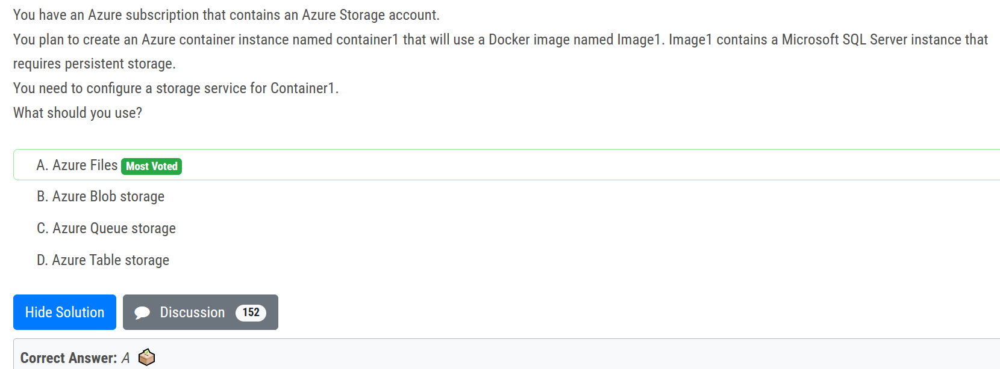 You have an Azure subscription that contains an Azure Storage account.
You plan to create an Azure container instance named container1 that will use a Docker image named Image1. Image1 contains a Microsoft SQL Server instance that
requires persistent storage.
You need to configure a storage service for Container1.
What should you use?
A. Azure Files Most Voted
B. Azure Blob storage
C. Azure Queue storage
D. Azure Table storage
Hide Solution Discussion 152
Correct Answer: A